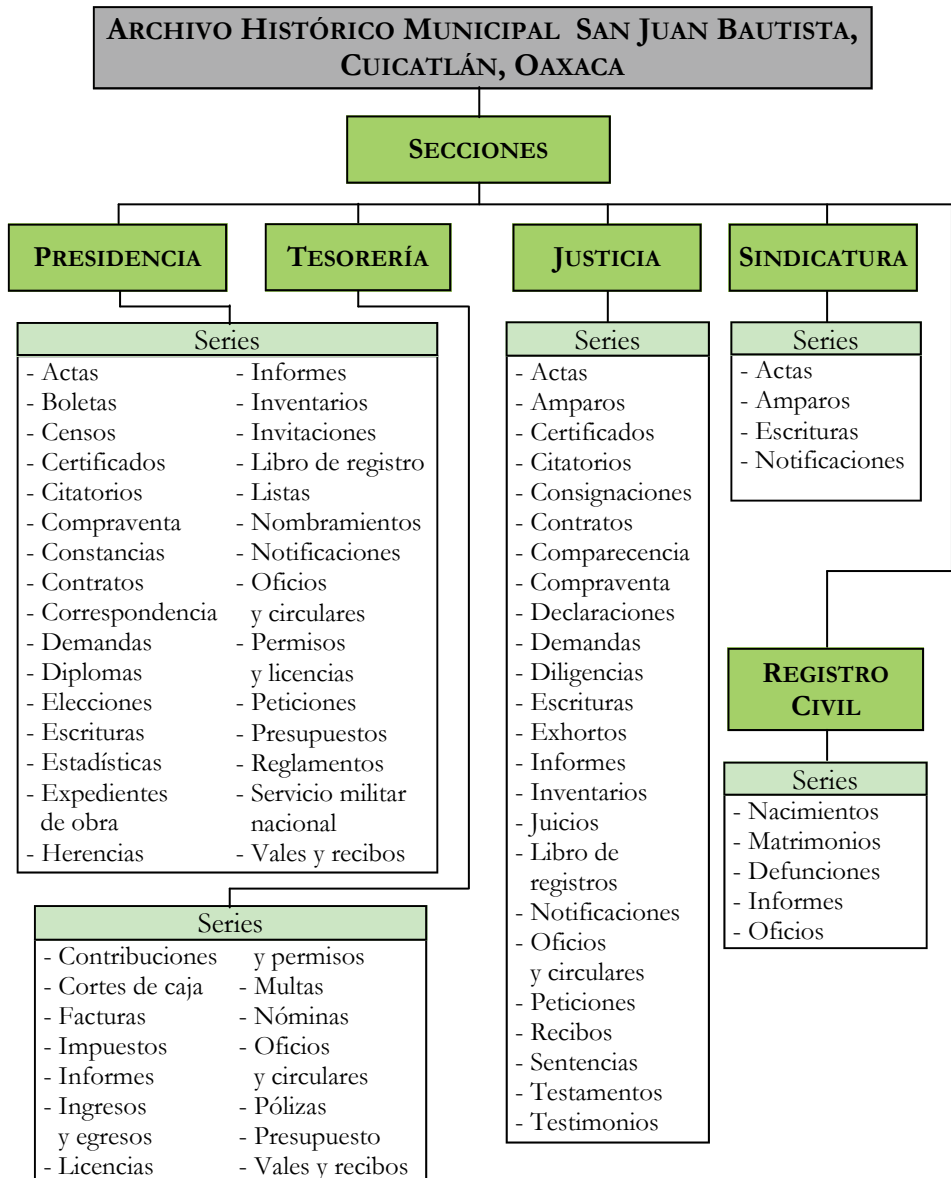 ARCHIVO HISTÓRICO MUNICIPAL SAN JUAN BAUTISTA,
CUICATLÁN, OAXACA
SECCIONES
PRESIDENCIA
TESORERÍA
JUSTICIA
SINDICATURA
Series
- Actas
- Boletas
- Censos
- Certificados
- Citatorios
- Compraventa
- Constancias
- Contratos
- Correspondencia
- Demandas
- Diplomas
- Elecciones
- Escrituras
- Estadísticas
- Expedientes
de obra
- Herencias
- Informes
- Inventarios
- Invitaciones
- Libro de registro
- Listas
- Nombramientos
- Notificaciones
- Oficios
y circulares
- Permisos
y licencias
- Peticiones
- Presupuestos
- Reglamentos
- Servicio militar
nacional
- Vales y recibos
Series
- Contribuciones
- Cortes de caja
- Facturas
- Impuestos
- Informes
- Ingresos
y egresos
- Licencias
y permisos
- Multas
- Nóminas
- Oficios
y circulares
- Pólizas
- Presupuesto
- Vales y recibos
Series
- Actas
- Amparos
- Certificados
- Citatorios
- Consignaciones
- Contratos
- Comparecencia
- Compraventa
- Declaraciones
- Demandas
- Diligencias
- Escrituras
- Exhortos
- Informes
- Inventarios
- Juicios
- Libro de
registros
- Notificaciones
- Oficios
y circulares
- Peticiones
- Recibos
- Sentencias
- Testamentos
- Testimonios
Series
- Actas
- Amparos
- Escrituras
- Notificaciones
REGISTRO
CIVIL
Series
- Nacimientos
- Matrimonios
- Defunciones
- Informes
- Oficios